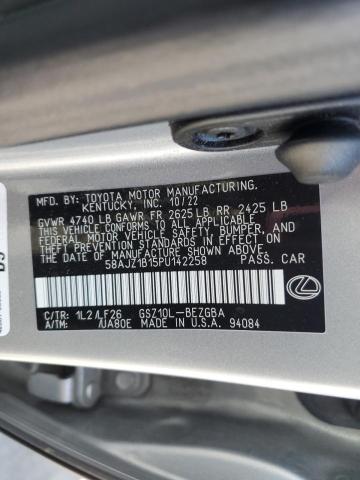 MFD. BY: TOYOTA MOTOR MANUFACTURING,
KENTUCKY, INC. 10/22
GVWR 4740 LB GAWR FR 2625 LB RR 2425 LB
THIS VEHICLE CONFORMS TO ALL APPLICABLE
FEDERAL MOTOR VEHICLE SAFETY, BUMPER, AND
THEFT PREVENTION STANDARDS IN EFFECT ON
THE DATE OF MANUFACTURE SHOWN ABOVE.
58AJZ1B15PU142258 PASS. CAR
C/TR: 1L2/LF26 GSZ10L-BEZGBA
A/TM: /UA80E MADE IN U.S.A. 94084